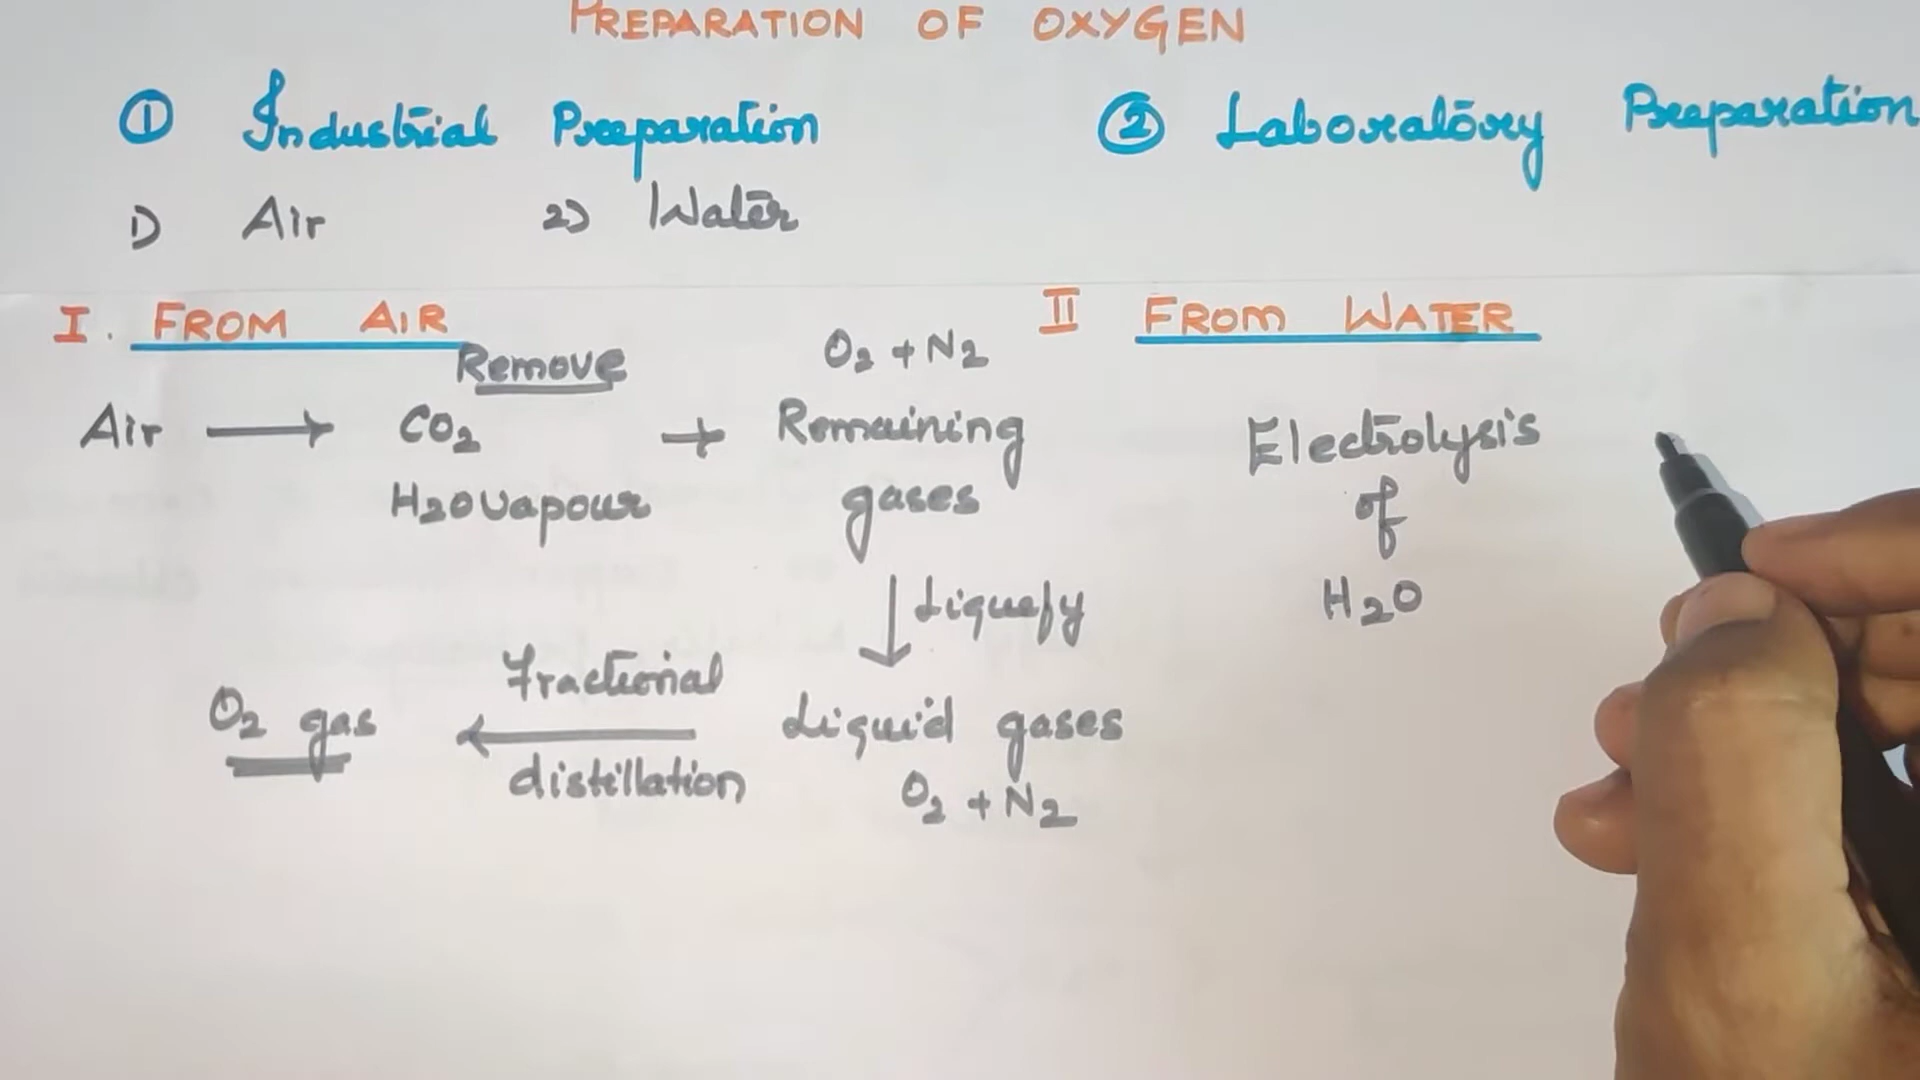 PREPARATION OF OXYGEN
① Industrial Preparation
② Laboratory Preparation
1) Air 2) Water
I. FROM AIR
Remove
O2 + N2
Air → CO2 + Remaining
H2O Vapour gases
↓ Liquefy
Fractional
O2 gas ← Liquid gases
distillation
O2 + N2
II FROM WATER
Electrolysis
of
H2O